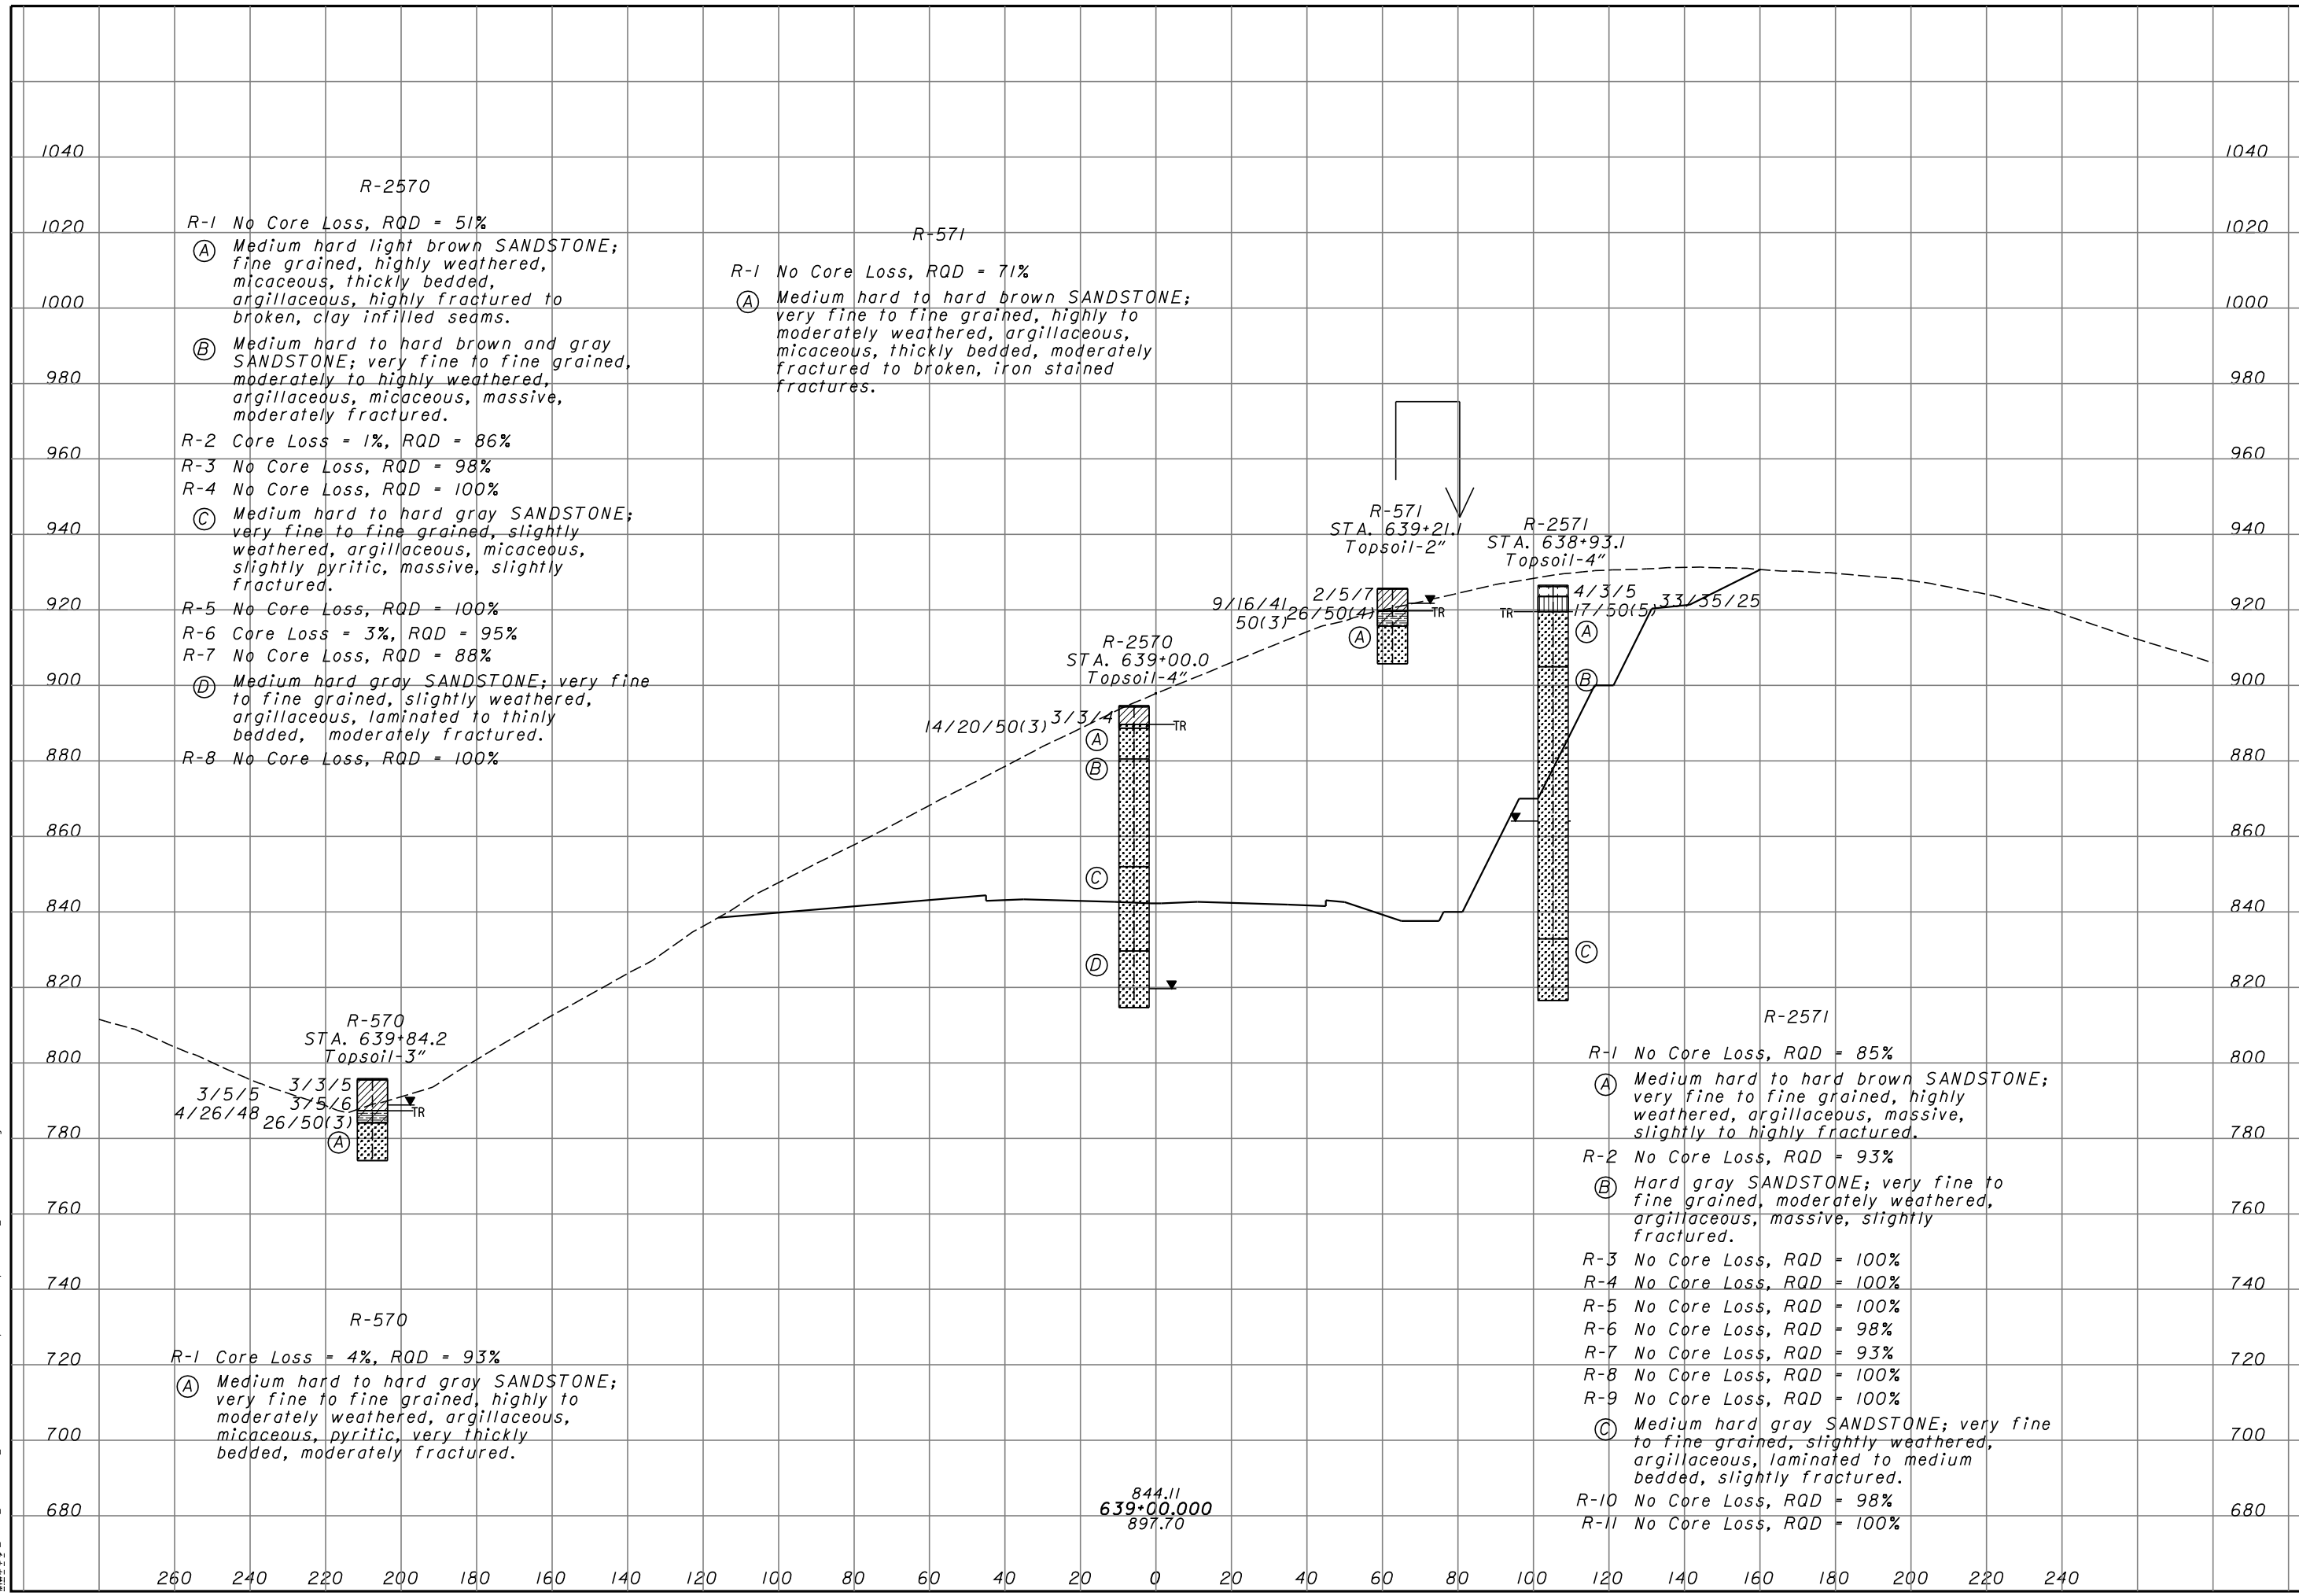 R-2570
R-1 No Core Loss, RQD = 51%
A Medium hard light brown SANDSTONE;
fine grained, highly weathered,
micaceous, thickly bedded,
argillaceous, highly fractured to
broken, clay infilled seams.
B Medium hard to hard brown and gray
SANDSTONE; very fine to fine grained,
moderately to highly weathered,
argillaceous, micaceous, massive,
moderately fractured.
R-2 Core Loss = 1%, RQD = 86%
R-3 No Core Loss, RQD = 98%
R-4 No Core Loss, RQD = 100%
C Medium hard to hard gray SANDSTONE;
very fine to fine grained, slightly
weathered, argillaceous, micaceous,
slightly pyritic, massive, slightly
fractured.
R-5 No Core Loss, RQD = 100%
R-6 Core Loss = 3%, RQD = 95%
R-7 No Core Loss, RQD = 88%
D Medium hard gray SANDSTONE; very fine
to fine grained, slightly weathered,
argillaceous, laminated to thinly
bedded, moderately fractured.
R-8 No Core Loss, RQD = 100%
R-571
R-1 No Core Loss, RQD = 71%
A Medium hard to hard brown SANDSTONE;
very fine to fine grained, highly to
moderately weathered, argillaceous,
micaceous, thickly bedded, moderately
fractured to broken, iron stained
fractures.
R-571
STA. 639+21.1
Topsoil-2"
2/5/7
9/16/41
26/50(4)
50(3)
TR
A
R-2571
STA. 638+93.1
Topsoil-4"
4/3/5
33/35/25
17/50(5)
TR
A
B
C
R-2570
STA. 639+00.0
Topsoil-4"
3/3/4
14/20/50(3)
TR
A
B
C
D
R-570
STA. 639+84.2
Topsoil-3"
3/3/5
3/5/5
3/5/6
4/26/48
26/50(3)
TR
A
R-570
R-1 Core Loss = 4%, RQD = 93%
A Medium hard to hard gray SANDSTONE;
very fine to fine grained, highly to
moderately weathered, argillaceous,
micaceous, pyritic, very thickly
bedded, moderately fractured.
R-2571
R-1 No Core Loss, RQD = 85%
A Medium hard to hard brown SANDSTONE;
very fine to fine grained, highly
weathered, argillaceous, massive,
slightly to highly fractured.
R-2 No Core Loss, RQD = 93%
B Hard gray SANDSTONE; very fine to
fine grained, moderately weathered,
argillaceous, massive, slightly
fractured.
R-3 No Core Loss, RQD = 100%
R-4 No Core Loss, RQD = 100%
R-5 No Core Loss, RQD = 100%
R-6 No Core Loss, RQD = 98%
R-7 No Core Loss, RQD = 93%
R-8 No Core Loss, RQD = 100%
R-9 No Core Loss, RQD = 100%
C Medium hard gray SANDSTONE; very fine
to fine grained, slightly weathered,
argillaceous, laminated to medium
bedded, slightly fractured.
R-10 No Core Loss, RQD = 98%
R-11 No Core Loss, RQD = 100%
844.11
639+00.000
897.70
1040 1040
1020 1020
1000 1000
980 980
960 960
940 940
920 920
900 900
880 880
860 860
840 840
820 820
800 800
780 780
760 760
740 740
720 720
700 700
680 680
260 240 220 200 180 160 140 120 100 80 60 40 20 0 20 40 60 80 100 120 140 160 180 200 220 240